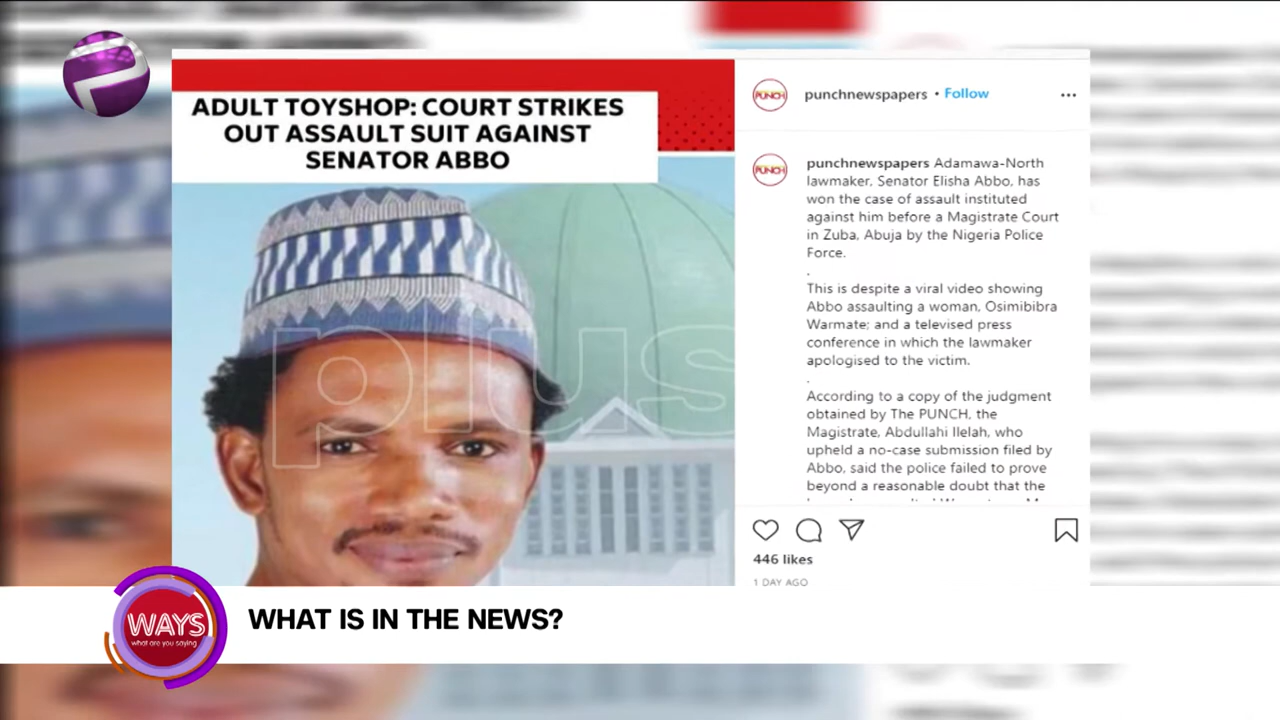 ADULT TOYSHOP: COURT STRIKES
OUT ASSAULT SUIT AGAINST
SENATOR ABBO
plus
PUNCH
punchnewspapers • Follow
PUNCH
punchnewspapers Adamawa-North
lawmaker, Senator Elisha Abbo, has
won the case of assault instituted
against him before a Magistrate Court
in Zuba, Abuja by the Nigeria Police
Force.
.
This is despite a viral video showing
Abbo assaulting a woman, Osimibibra
Warmate; and a televised press
conference in which the lawmaker
apologised to the victim.
.
According to a copy of the judgment
obtained by The PUNCH, the
Magistrate, Abdullahi Ilelah, who
upheld a no-case submission filed by
Abbo, said the police failed to prove
beyond a reasonable doubt that the
446 likes
1 DAY AGO
WAYS
what are you saying
WHAT IS IN THE NEWS?